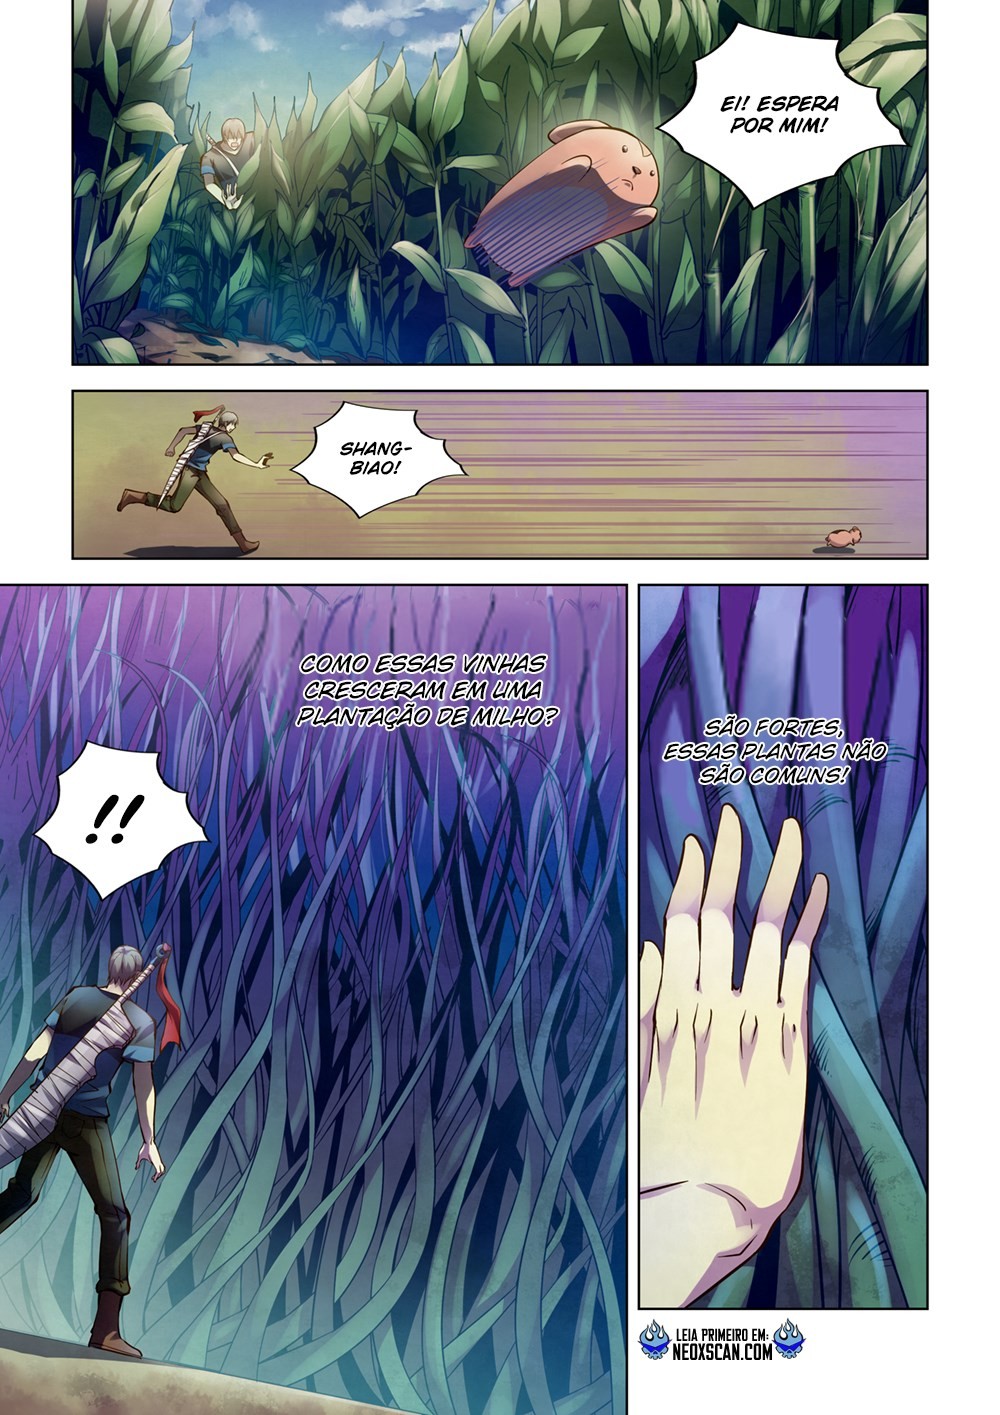 EI! ESPERA
POR MIM!
SHANG-
BIAO!
COMO ESSAS VINHAS
CRESCERAM EM UMA
PLANTAÇÃO DE MILHO?
!!
SÃO FORTES,
ESSAS PLANTAS NÃO
SÃO COMUNS!
LEIA PRIMEIRO EM:
NEOXSCAN.COM